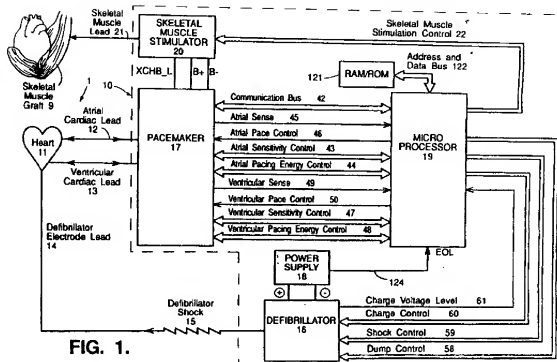 Skeletal
Muscle
Lead 21
SKELETAL
MUSCLE
STIMULATOR
20
Skeletal Muscle
Stimulation Control 22
Address and
Data Bus 122
121
RAM/ROM
XCHB_L
B+
B-
Skeletal
Muscle
Graft 9
1
10
Atrial
Cardiac Lead
12
Heart
11
Ventricular
Cardiac Lead
13
PACEMAKER
17
Communication Bus 42
Atrial Sense 45
Atrial Pace Control 46
Atrial Sensitivity Control 43
Atrial Pacing Energy Control 44
Ventricular Sense 49
Ventricular Pace Control 50
Ventricular Sensitivity Control 47
Ventricular Pacing Energy Control 48
MICRO
PROCESSOR
19
EOL
Defibrillator
Electrode Lead
14
POWER
SUPPLY
18
124
+
-
Defibrillator
Shock
15
DEFIBRILLATOR
16
Charge Voltage Level 61
Charge Control 60
Shock Control 59
Dump Control 58
FIG. 1.